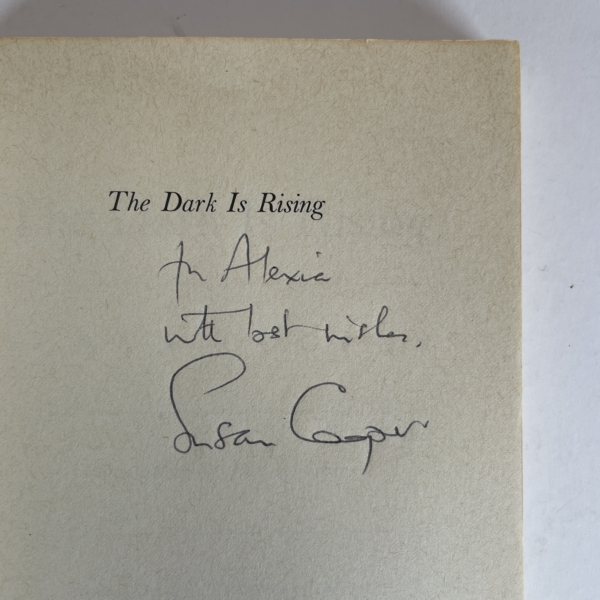 The Dark Is Rising
for Alexia
with best wishes,
Susan Cooper